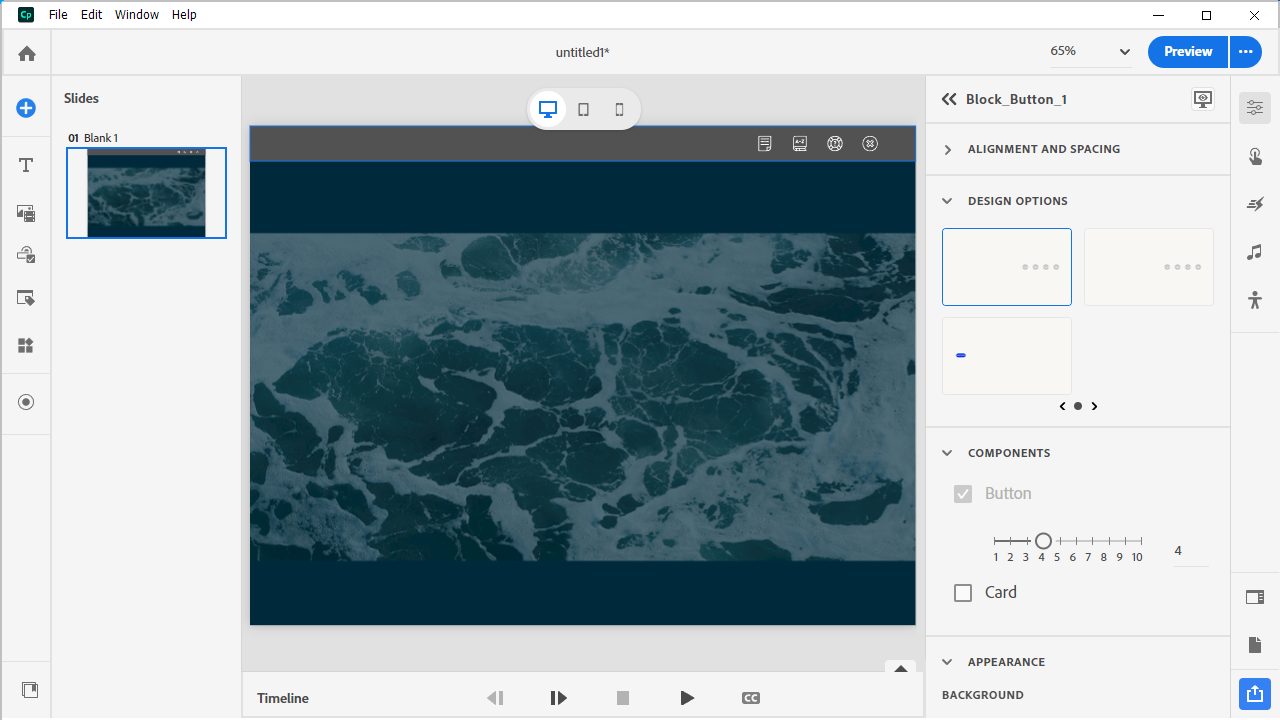 Cp File Edit Window Help
untitled1*
65%
Preview
Slides
01 Blank 1
Block_Button_1
ALIGNMENT AND SPACING
DESIGN OPTIONS
COMPONENTS
Button
1 2 3 4 5 6 7 8 9 10
4
Card
APPEARANCE
BACKGROUND
Timeline
CC